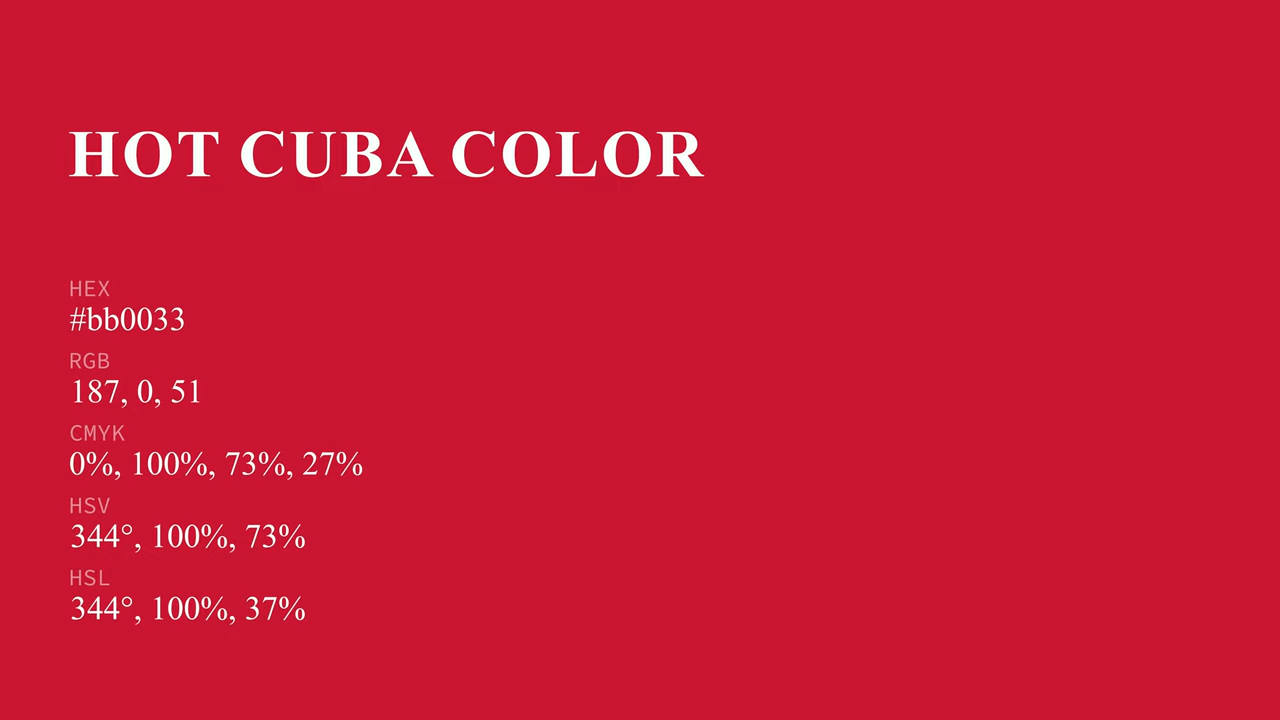 HOT CUBA COLOR
HEX
#bb0033
RGB
187, 0, 51
CMYK
0%, 100%, 73%, 27%
HSV
344°, 100%, 73%
HSL
344°, 100%, 37%